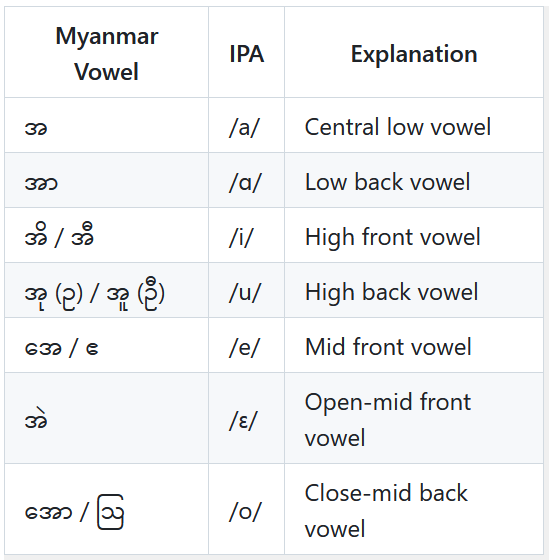 Myanmar Vowel IPA Explanation
အ /a/ Central low vowel
အာ /ɑ/ Low back vowel
အိ / အီ /i/ High front vowel
အု (ဥ) / အူ (ဦ) /u/ High back vowel
အေ / ဧ /e/ Mid front vowel
အဲ /ɛ/ Open-mid front vowel
အော / ဩ /o/ Close-mid back vowel